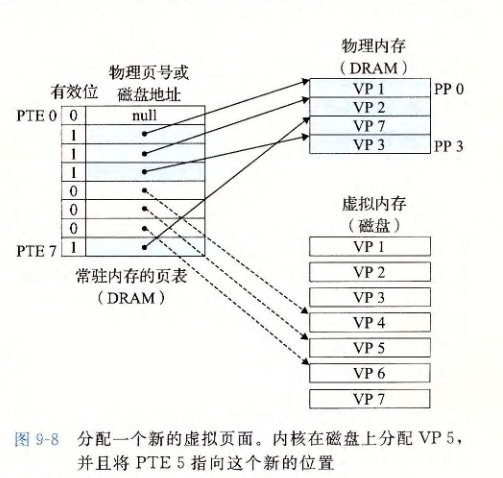 物理内存
（DRAM）
物理页号或
有效位 磁盘地址
VP 1 PP 0
PTE 0 0 null
VP 2
1
VP 7
1
VP 3 PP 3
1
0
0
虚拟内存
（磁盘）
0
PTE 7 1
VP 1
常驻内存的页表
（DRAM）
VP 2
VP 3
VP 4
VP 5
VP 6
VP 7
图 9-8 分配一个新的虚拟页面。内核在磁盘上分配 VP 5，
并且将 PTE 5 指向这个新的位置